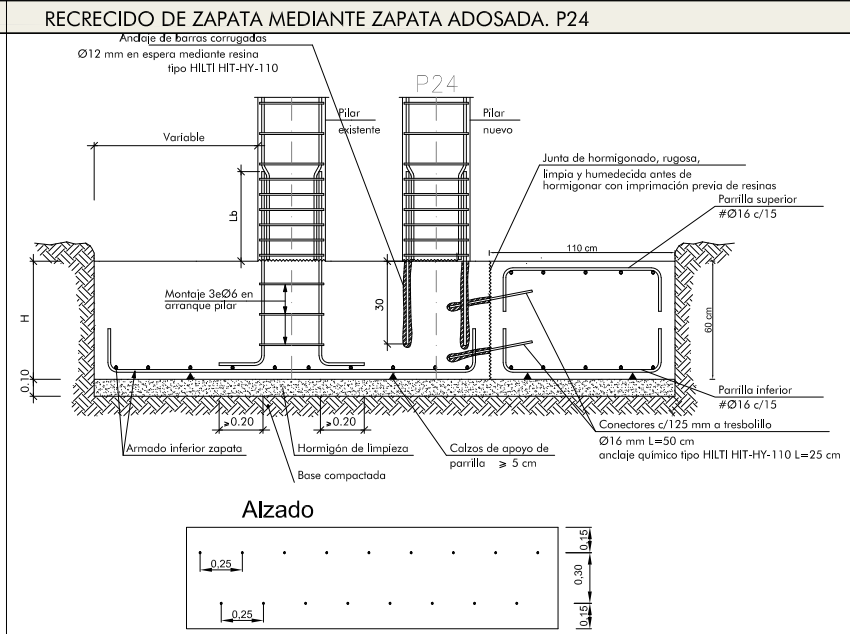 RECRECIDO DE ZAPATA MEDIANTE ZAPATA ADOSADA. P24
Anclaje de barras corrugadas
Ø12 mm en espera mediante resina
tipo HILTI HIT-HY-110
P24
Pilar
existente
Pilar
nuevo
Variable
Junta de hormigonado, rugosa,
limpia y humedecida antes de
hormigonar con imprimación previa de resinas
Parrilla superior
#Ø16 c/15
Lb
110 cm
Montaje 3eØ6 en
arranque pilar
30
H
60 cm
0.10
Parrilla inferior
#Ø16 c/15
≥0.20
≥0.20
Conectores c/125 mm a tresbolillo
Ø16 mm L=50 cm
anclaje químico tipo HILTI HIT-HY-110 L=25 cm
Armado inferior zapata
Hormigón de limpieza
Calzos de apoyo de
parrilla ≥ 5 cm
Base compactada
Alzado
0,25
0,25
0,15
0,30
0,15